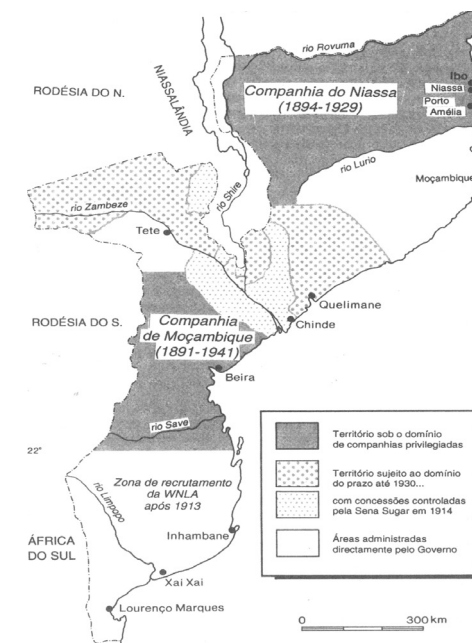 rio Rovuma
NIASSALÂNDIA
Ibo
Niassa
Porto
Amélia
RODÉSIA DO N.
Companhia do Niassa
(1894-1929)
rio Lurio
Moçambique
rio Shire
rio Zambeze
Tete
Quelimane
Chinde
RODÉSIA DO S.
Companhia
de Moçambique
(1891-1941)
Beira
rio Save
22°
Zona de recrutamento
da WNLA
após 1913
rio Limpopo
Inhambane
ÁFRICA
DO SUL
Xai Xai
Lourenço Marques
Território sob o domínio
de companhias privilegiadas
Território sujeito ao domínio
do prazo até 1930...
com concessões controladas
pela Sena Sugar em 1914
Áreas administradas
directamente pelo Governo
0 300 km